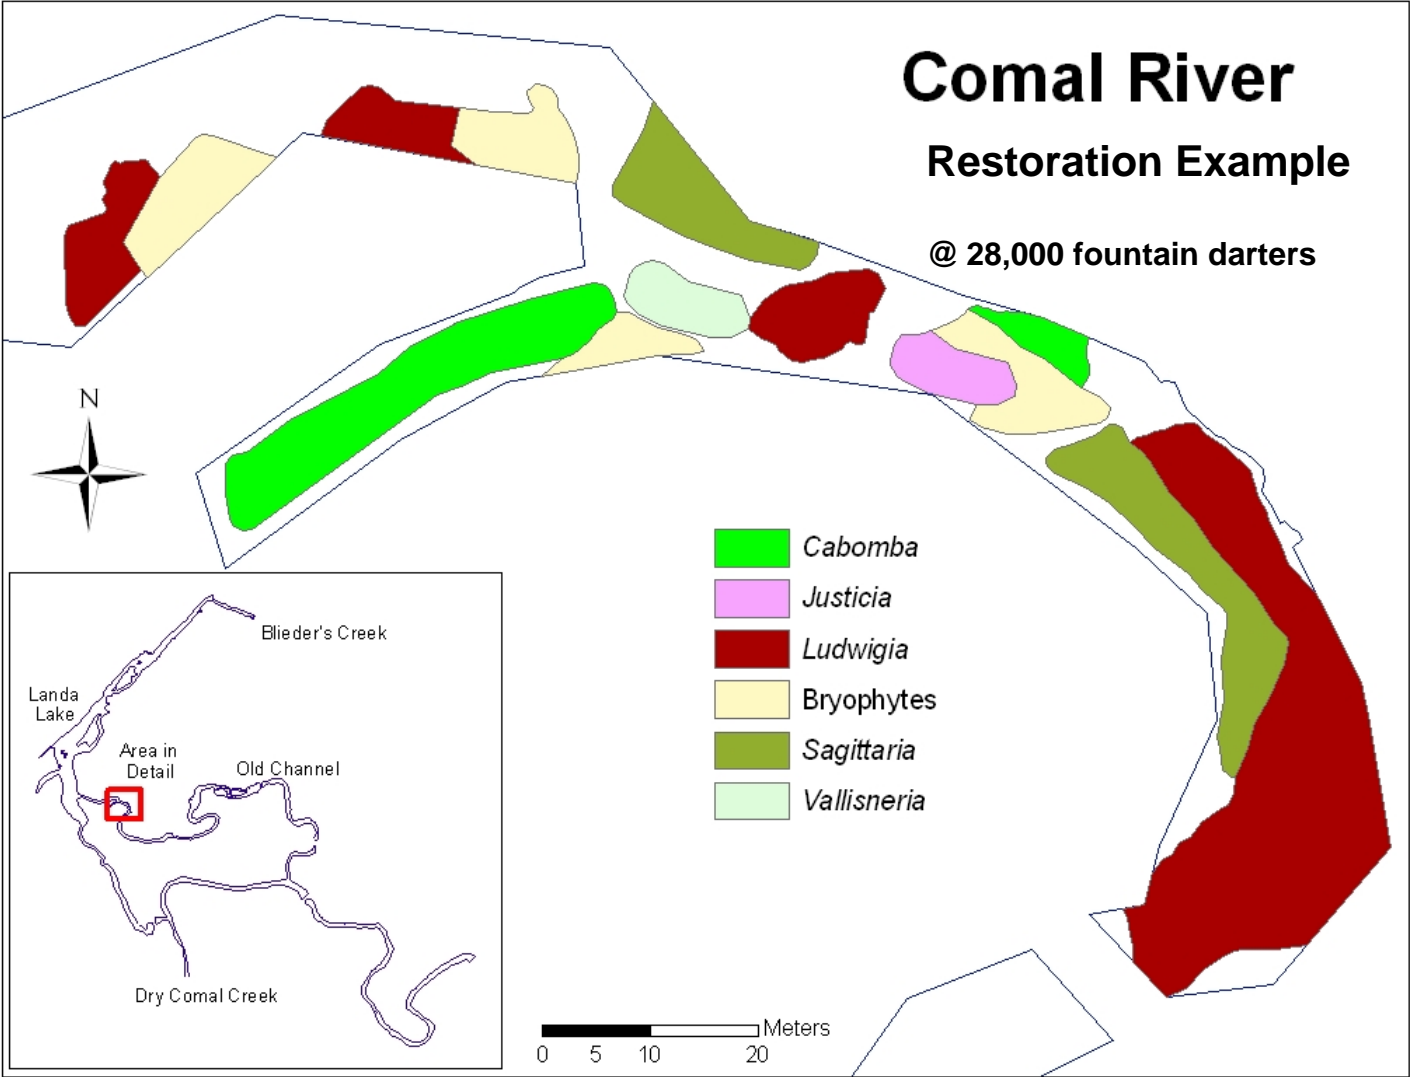 Comal River
Restoration Example
@ 28,000 fountain darters
N
Cabomba
Justicia
Ludwigia
Bryophytes
Sagittaria
Vallisneria
Blieder's Creek
Landa
Lake
Area in
Detail
Old Channel
Dry Comal Creek
Meters
0 5 10 20